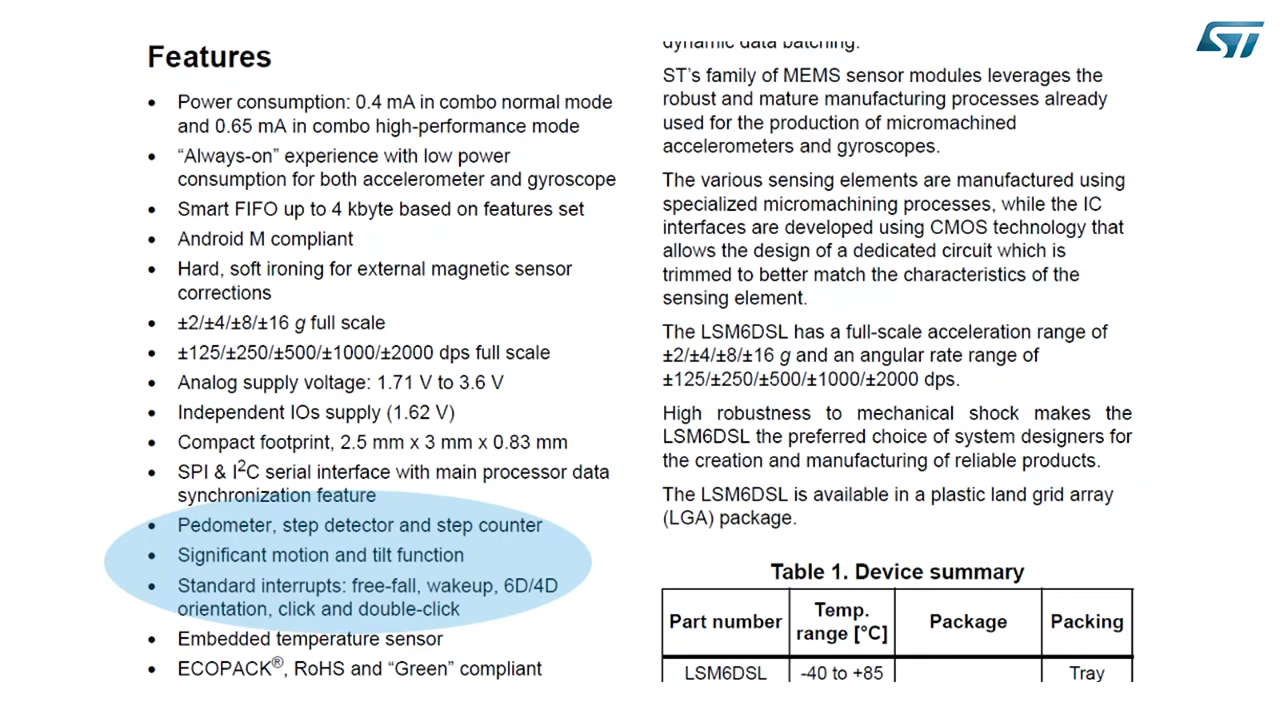 Features
• Power consumption: 0.4 mA in combo normal mode
and 0.65 mA in combo high-performance mode
• “Always-on” experience with low power
consumption for both accelerometer and gyroscope
• Smart FIFO up to 4 kbyte based on features set
• Android M compliant
• Hard, soft ironing for external magnetic sensor
corrections
• ±2/±4/±8/±16 g full scale
• ±125/±250/±500/±1000/±2000 dps full scale
• Analog supply voltage: 1.71 V to 3.6 V
• Independent IOs supply (1.62 V)
• Compact footprint, 2.5 mm x 3 mm x 0.83 mm
• SPI & I²C serial interface with main processor data
synchronization feature
• Pedometer, step detector and step counter
• Significant motion and tilt function
• Standard interrupts: free-fall, wakeup, 6D/4D
orientation, click and double-click
• Embedded temperature sensor
• ECOPACK®, RoHS and “Green” compliant
dynamic data batching.
ST’s family of MEMS sensor modules leverages the
robust and mature manufacturing processes already
used for the production of micromachined
accelerometers and gyroscopes.
The various sensing elements are manufactured using
specialized micromachining processes, while the IC
interfaces are developed using CMOS technology that
allows the design of a dedicated circuit which is
trimmed to better match the characteristics of the
sensing element.
The LSM6DSL has a full-scale acceleration range of
±2/±4/±8/±16 g and an angular rate range of
±125/±250/±500/±1000/±2000 dps.
High robustness to mechanical shock makes the
LSM6DSL the preferred choice of system designers for
the creation and manufacturing of reliable products.
The LSM6DSL is available in a plastic land grid array
(LGA) package.
Table 1. Device summary
Part number Temp. range [°C] Package Packing
LSM6DSL -40 to +85 Tray
ST